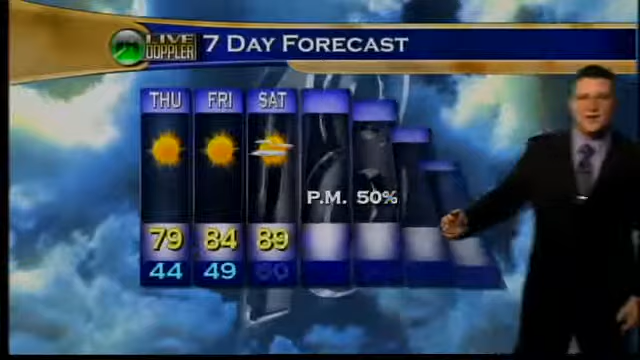 LIVE
DOPPLER
7 DAY FORECAST
THU FRI SAT
P.M. 50%
79 84 89
44 49 60